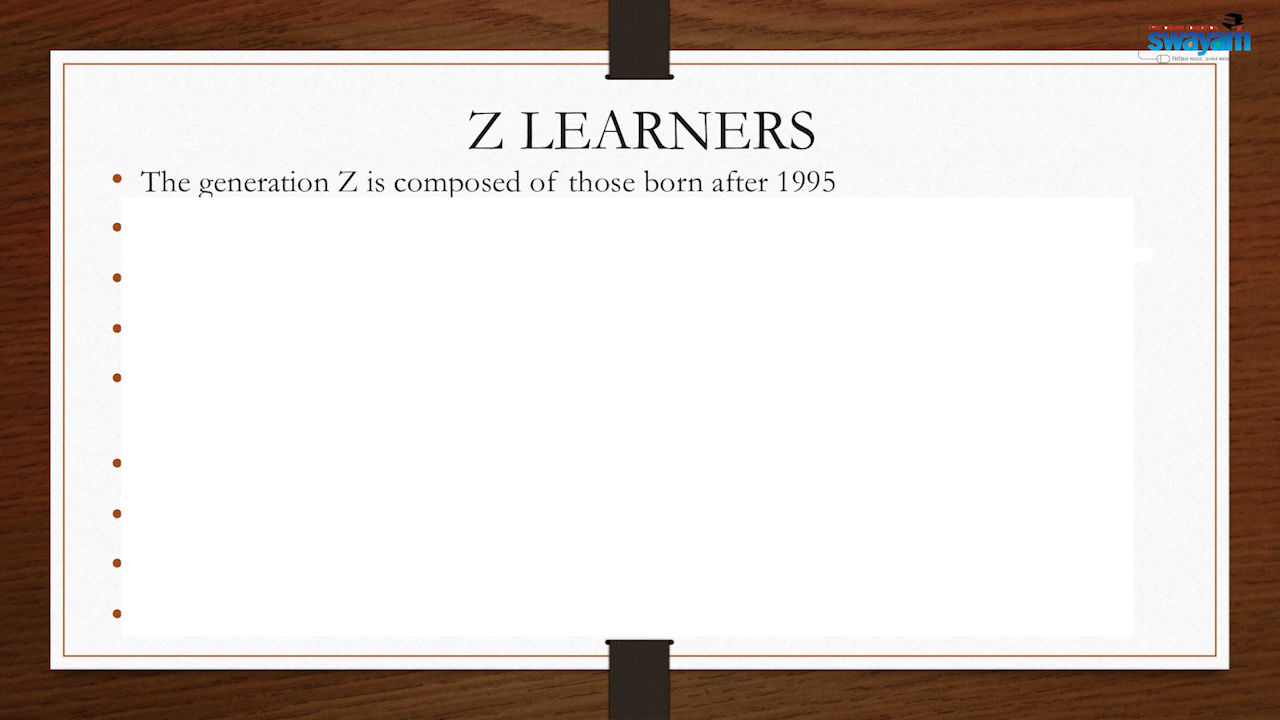 swayam
Z LEARNERS
The generation Z is composed of those born after 1995